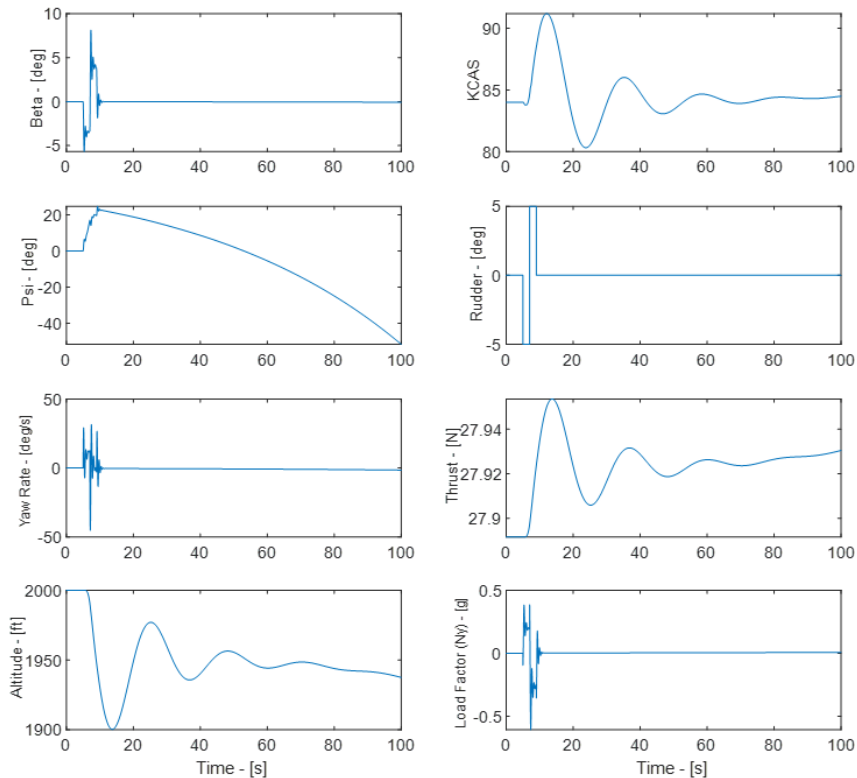 10
5
0
-5
Beta - [deg]
0 20 40 60 80 100
90
85
80
KCAS
0 20 40 60 80 100
20
0
-20
-40
Psi - [deg]
0 20 40 60 80 100
5
0
-5
Rudder - [deg]
0 20 40 60 80 100
50
0
-50
Yaw Rate - [deg/s]
0 20 40 60 80 100
27.94
27.92
27.9
Thrust - [N]
0 20 40 60 80 100
2000
1950
1900
Altitude - [ft]
0 20 40 60 80 100
Time - [s]
0.5
0
-0.5
Load Factor (Ny) - [g]
0 20 40 60 80 100
Time - [s]